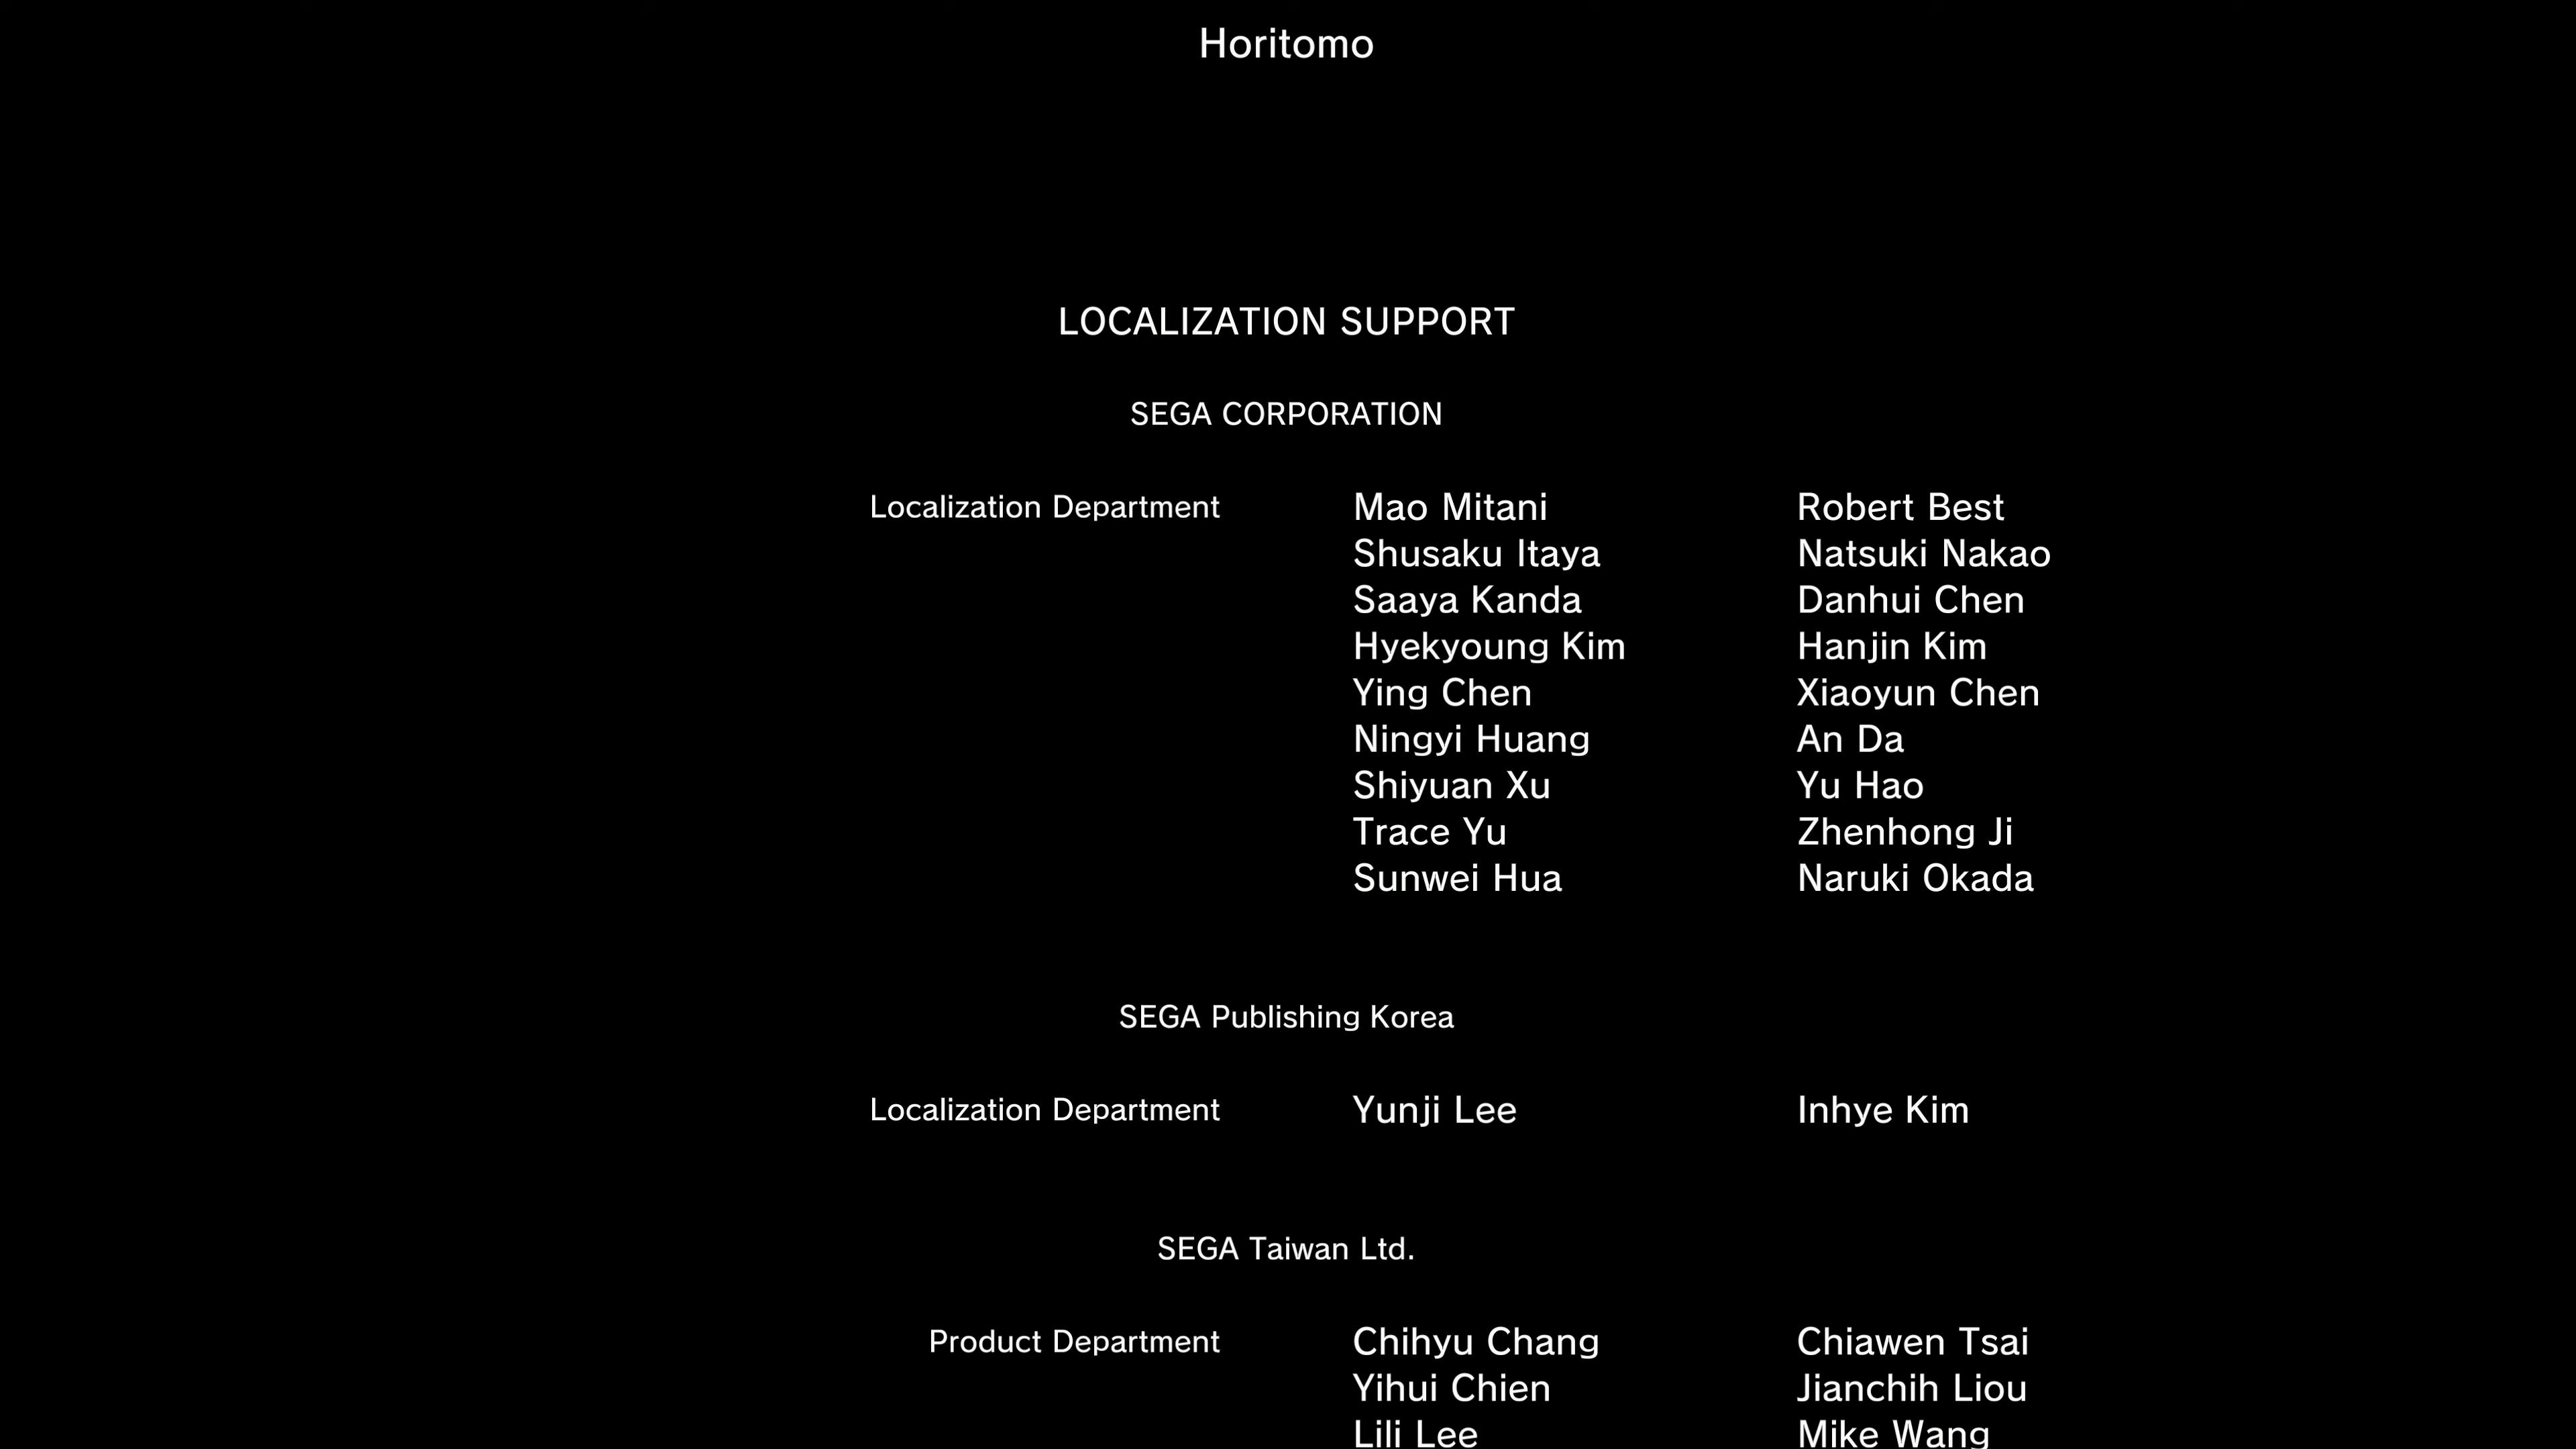 Horitomo
LOCALIZATION SUPPORT
SEGA CORPORATION
Localization Department Mao Mitani Robert Best
Shusaku Itaya Natsuki Nakao
Saaya Kanda Danhui Chen
Hyekyoung Kim Hanjin Kim
Ying Chen Xiaoyun Chen
Ningyi Huang An Da
Shiyuan Xu Yu Hao
Trace Yu Zhenhong Ji
Sunwei Hua Naruki Okada
SEGA Publishing Korea
Localization Department Yunji Lee Inhye Kim
SEGA Taiwan Ltd.
Product Department Chihyu Chang Chiawen Tsai
Yihui Chien Jianchih Liou
Lili Lee Mike Wang